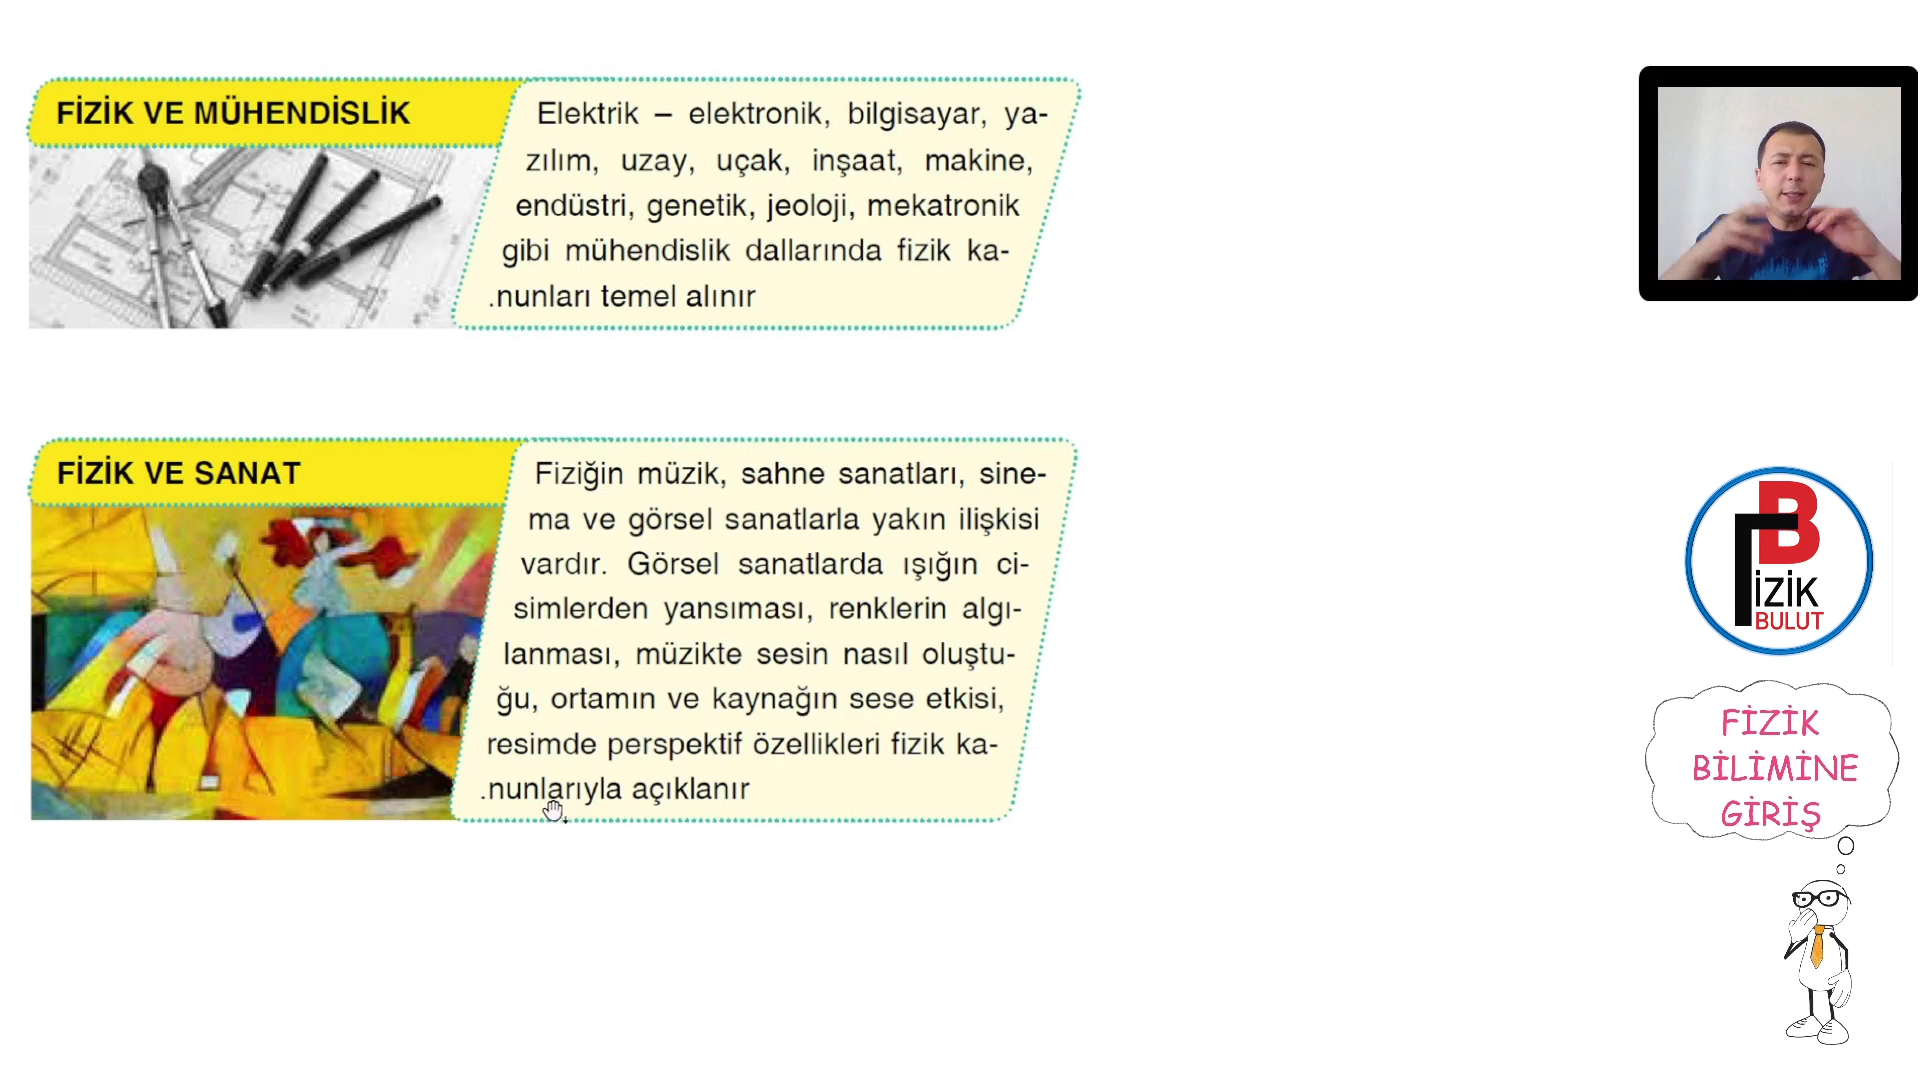 FİZİK VE MÜHENDİSLİK
Elektrik – elektronik, bilgisayar, ya-
zılım, uzay, uçak, inşaat, makine,
endüstri, genetik, jeoloji, mekatronik
gibi mühendislik dallarında fizik ka-
.nunları temel alınır
FİZİK VE SANAT
Fiziğin müzik, sahne sanatları, sine-
ma ve görsel sanatlarla yakın ilişkisi
vardır. Görsel sanatlarda ışığın ci-
simlerden yansıması, renklerin algı-
lanması, müzikte sesin nasıl oluştu-
ğu, ortamın ve kaynağın sese etkisi,
resimde perspektif özellikleri fizik ka-
.nunlarıyla açıklanır
B
FİZİK
BULUT
FİZİK
BİLİMİNE
GİRİŞ